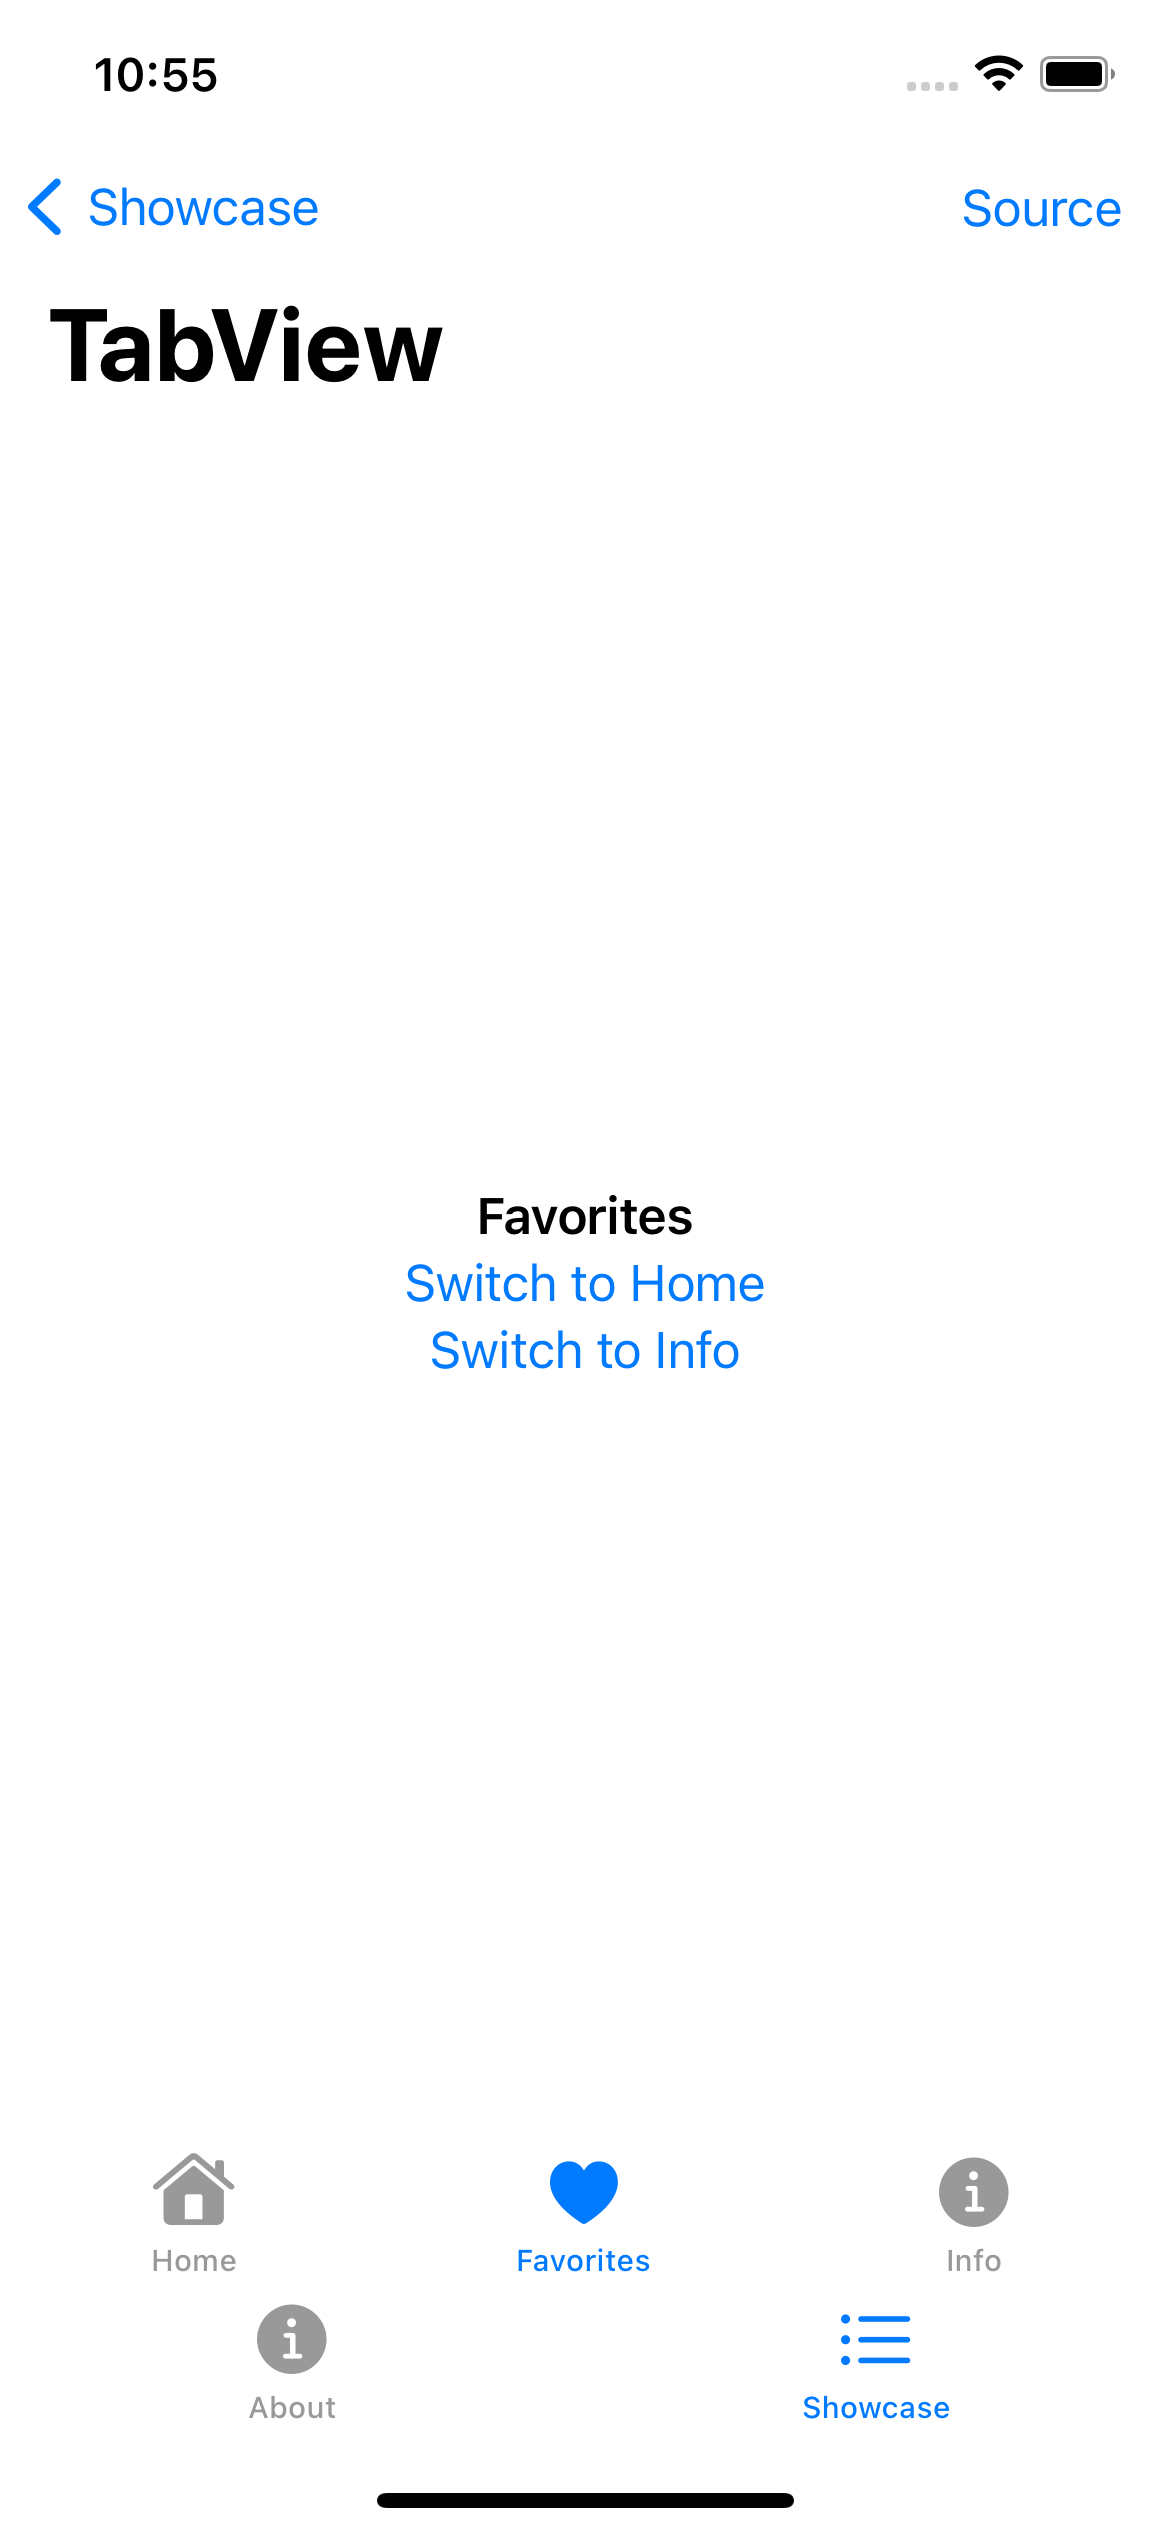 10:55
Showcase
Source
TabView
Favorites
Switch to Home
Switch to Info
Home
Favorites
Info
About
Showcase